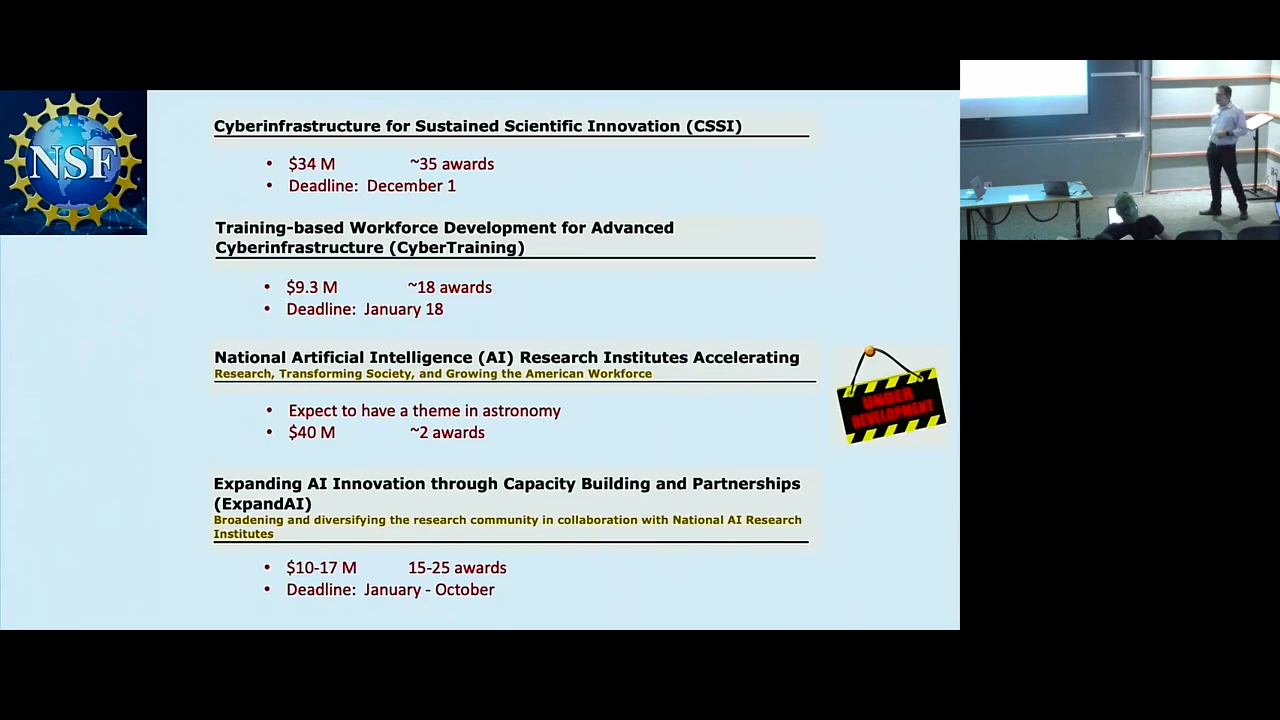 NSF
Cyberinfrastructure for Sustained Scientific Innovation (CSSI)
• $34 M ~35 awards
• Deadline: December 1
Training-based Workforce Development for Advanced
Cyberinfrastructure (CyberTraining)
• $9.3 M ~18 awards
• Deadline: January 18
National Artificial Intelligence (AI) Research Institutes Accelerating
Research, Transforming Society, and Growing the American Workforce
• Expect to have a theme in astronomy
• $40 M ~2 awards
UNDER
DEVELOPMENT
Expanding AI Innovation through Capacity Building and Partnerships
(ExpandAI)
Broadening and diversifying the research community in collaboration with National AI Research
Institutes
• $10-17 M 15-25 awards
• Deadline: January - October